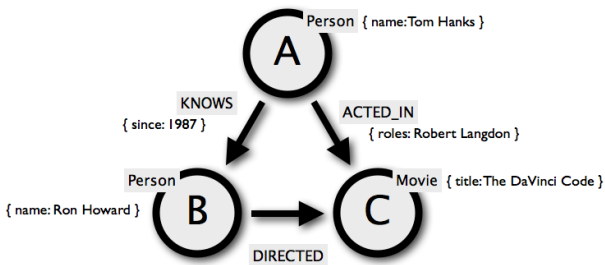 Person { name:Tom Hanks }
A
KNOWS
ACTED_IN
{ since: 1987 }
{ roles: Robert Langdon }
Person
Movie { title:The DaVinci Code }
{ name: Ron Howard }
B
C
DIRECTED